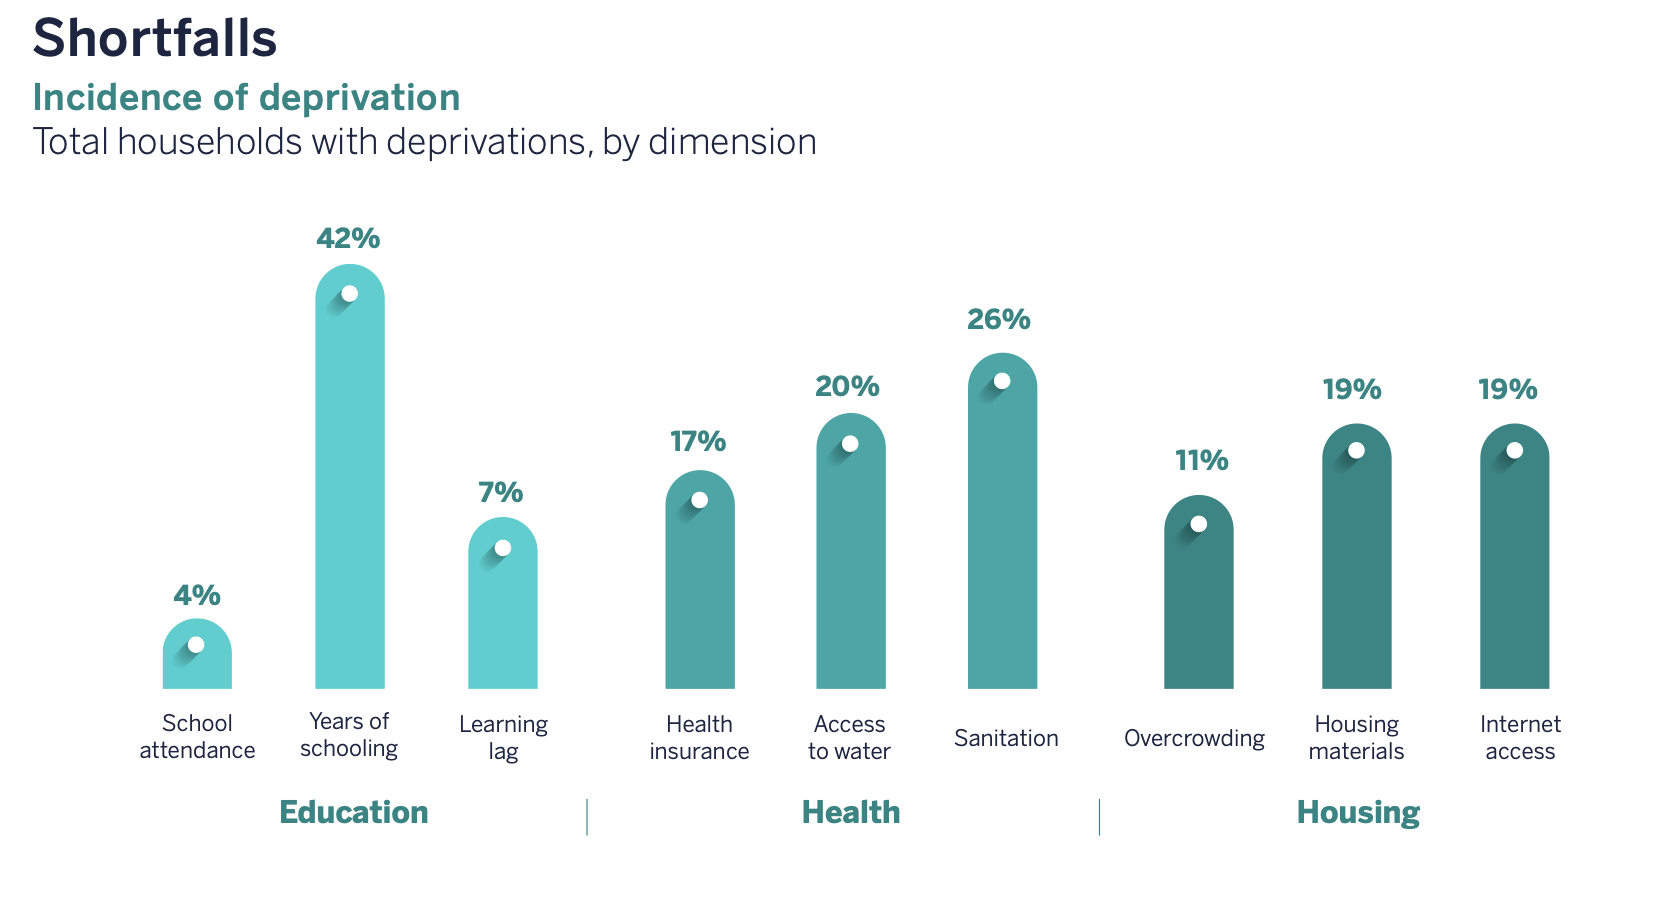 Shortfalls
Incidence of deprivation
Total households with deprivations, by dimension
4%
42%
7%
17%
20%
26%
11%
19%
19%
School
attendance
Years of
schooling
Learning
lag
Health
insurance
Access
to water
Sanitation
Overcrowding
Housing
materials
Internet
access
Education
Health
Housing